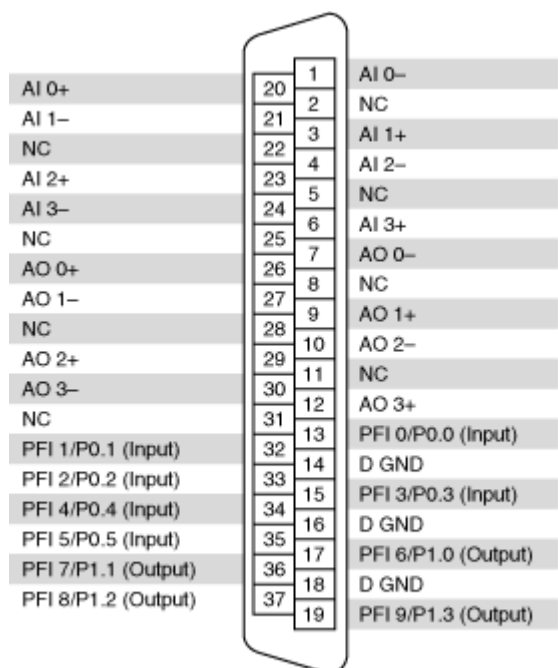 AI 0+
AI 1–
NC
AI 2+
AI 3–
NC
AO 0+
AO 1–
NC
AO 2+
AO 3–
NC
PFI 1/P0.1 (Input)
PFI 2/P0.2 (Input)
PFI 4/P0.4 (Input)
PFI 5/P0.5 (Input)
PFI 7/P1.1 (Output)
PFI 8/P1.2 (Output)
20
21
22
23
24
25
26
27
28
29
30
31
32
33
34
35
36
37
1
2
3
4
5
6
7
8
9
10
11
12
13
14
15
16
17
18
19
AI 0–
NC
AI 1+
AI 2–
NC
AI 3+
AO 0–
NC
AO 1+
AO 2–
NC
AO 3+
PFI 0/P0.0 (Input)
D GND
PFI 3/P0.3 (Input)
D GND
PFI 6/P1.0 (Output)
D GND
PFI 9/P1.3 (Output)